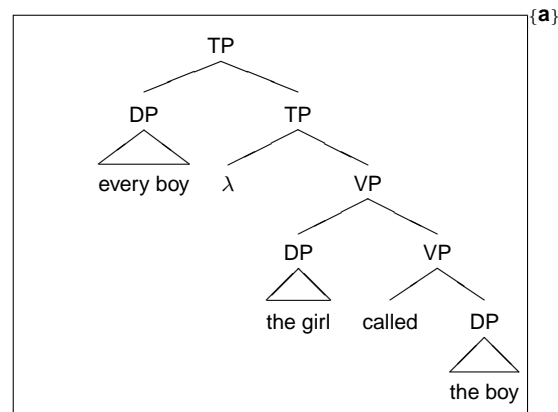 {a}
TP
DP TP
every boy λ VP
DP VP
the girl called DP
the boy